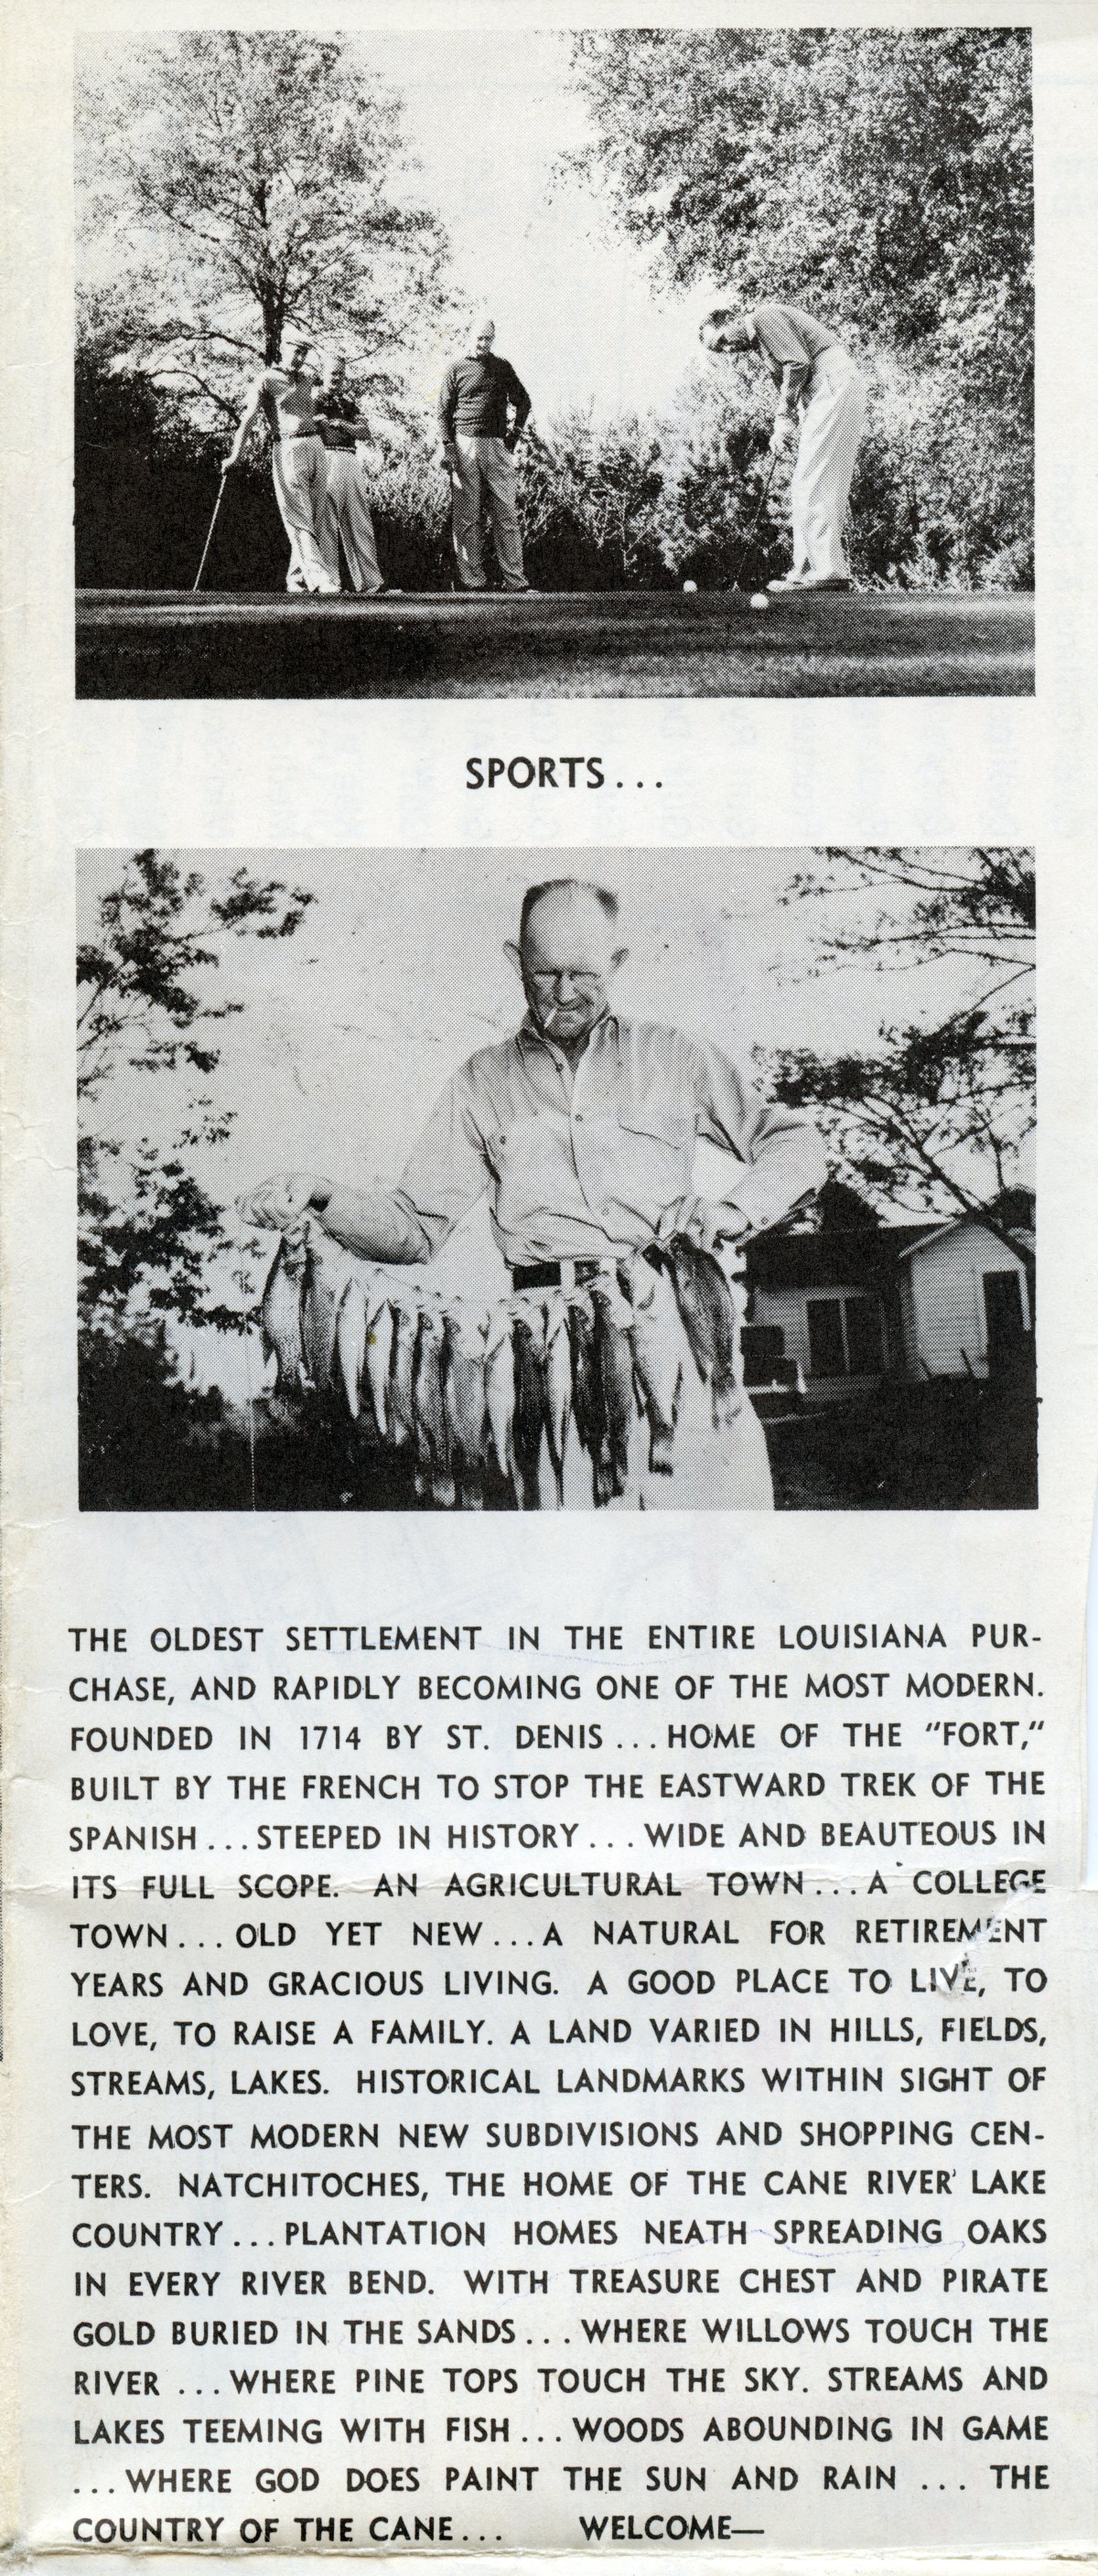 SPORTS...
THE OLDEST SETTLEMENT IN THE ENTIRE LOUISIANA PUR-
CHASE, AND RAPIDLY BECOMING ONE OF THE MOST MODERN.
FOUNDED IN 1714 BY ST. DENIS ... HOME OF THE "FORT,"
BUILT BY THE FRENCH TO STOP THE EASTWARD TREK OF THE
SPANISH ... STEEPED IN HISTORY ... WIDE AND BEAUTEOUS IN
ITS FULL SCOPE. AN AGRICULTURAL TOWN ... A COLLEGE
TOWN ... OLD YET NEW ... A NATURAL FOR RETIREMENT
YEARS AND GRACIOUS LIVING. A GOOD PLACE TO LIVE, TO
LOVE, TO RAISE A FAMILY. A LAND VARIED IN HILLS, FIELDS,
STREAMS, LAKES. HISTORICAL LANDMARKS WITHIN SIGHT OF
THE MOST MODERN NEW SUBDIVISIONS AND SHOPPING CEN-
TERS. NATCHITOCHES, THE HOME OF THE CANE RIVER LAKE
COUNTRY ... PLANTATION HOMES NEATH SPREADING OAKS
IN EVERY RIVER BEND. WITH TREASURE CHEST AND PIRATE
GOLD BURIED IN THE SANDS ... WHERE WILLOWS TOUCH THE
RIVER ... WHERE PINE TOPS TOUCH THE SKY. STREAMS AND
LAKES TEEMING WITH FISH ... WOODS ABOUNDING IN GAME
... WHERE GOD DOES PAINT THE SUN AND RAIN ... THE
COUNTRY OF THE CANE ... WELCOME—